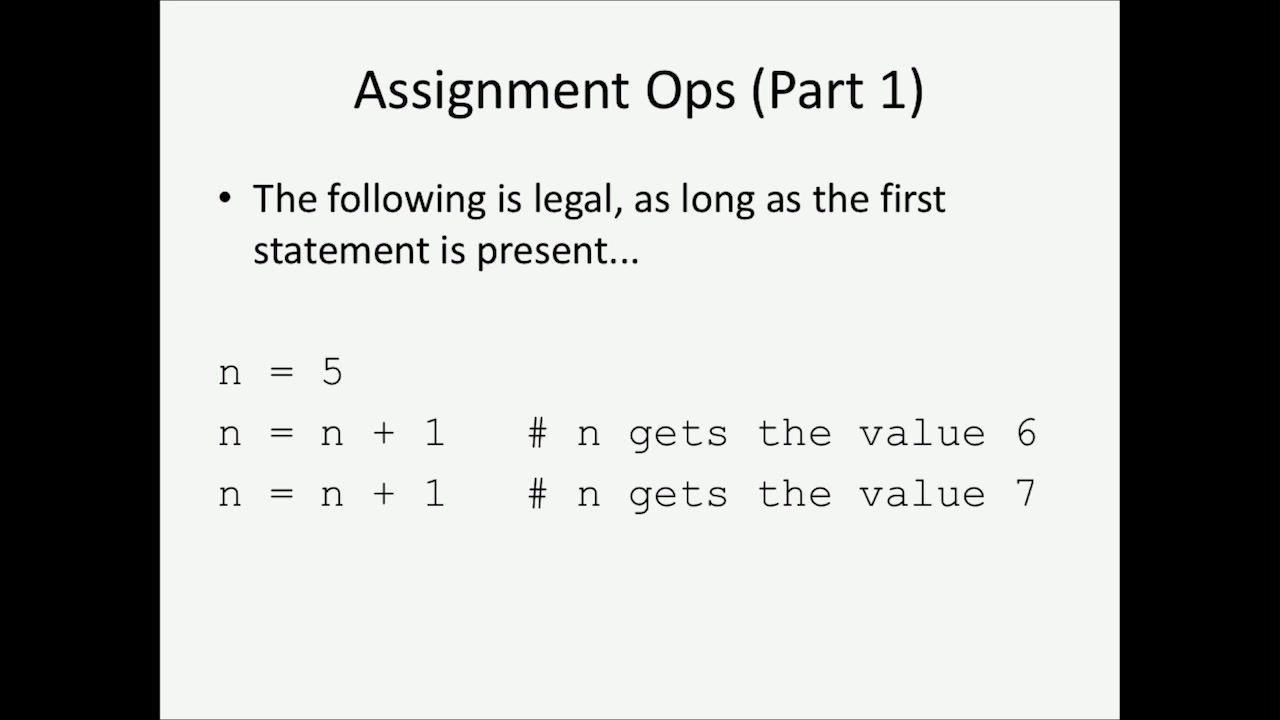 Assignment Ops (Part 1)
• The following is legal, as long as the first
statement is present...
n = 5
n = n + 1   # n gets the value 6
n = n + 1   # n gets the value 7